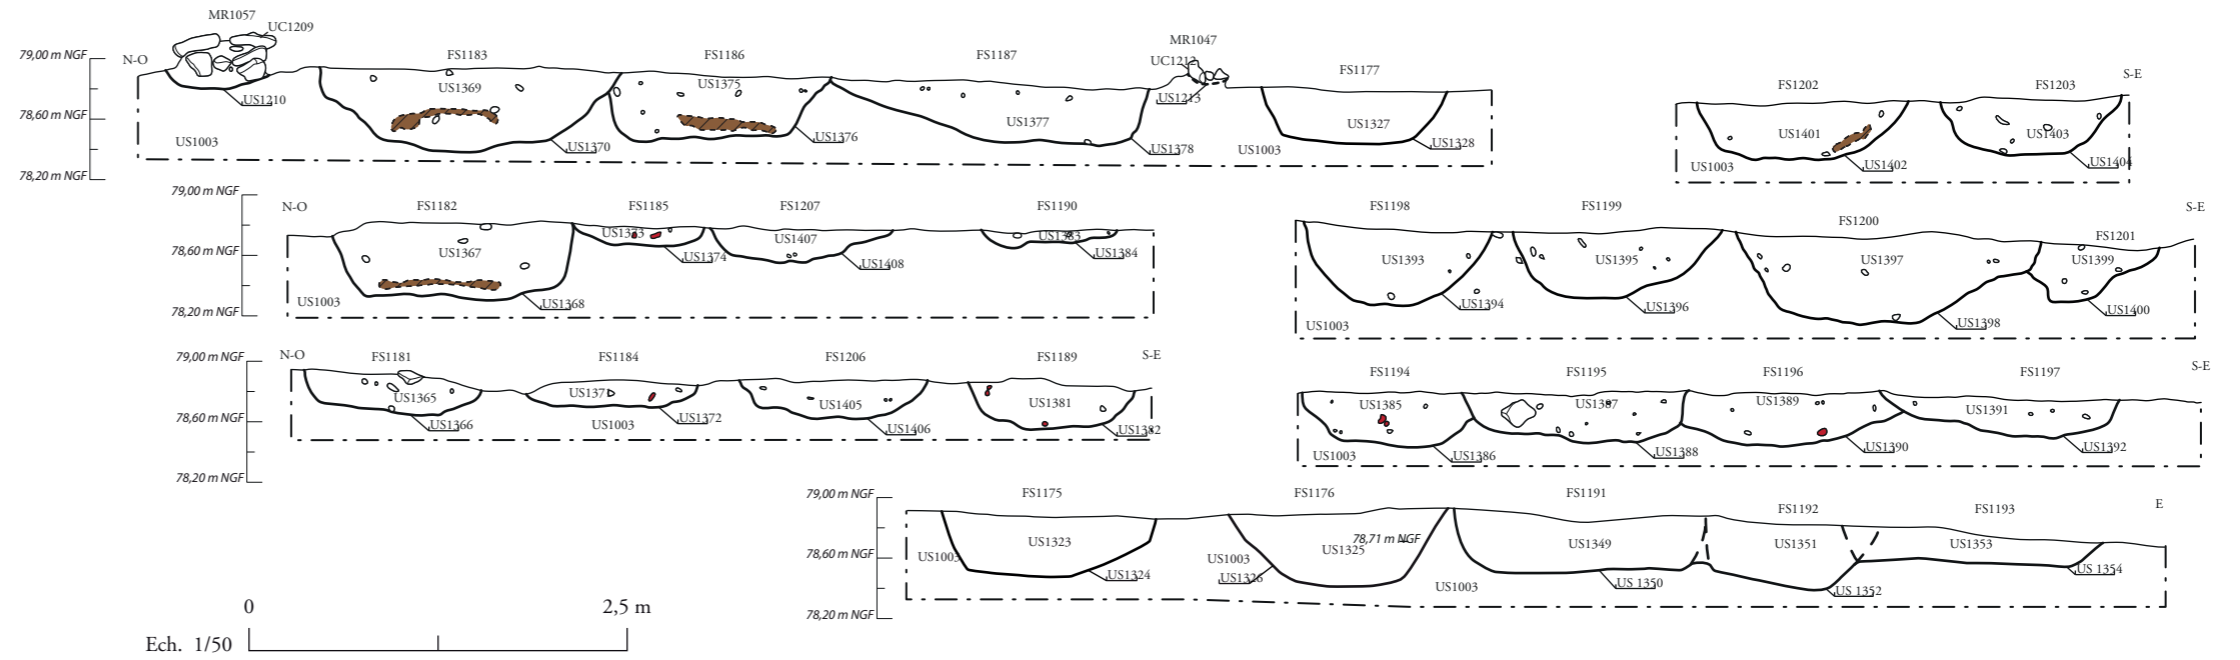 MR1057
UC1209
MR1047
79,00 m NGF
N-O
FS1183
FS1186
FS1187
UC1212
FS1177
FS1202
FS1203
S-E
US1369
US1375
US1210
US1213
78,60 m NGF
US1377
US1327
US1401
US1403
US1003
US1370
US1376
US1378
US1003
US1328
US1003
US1402
US1404
78,20 m NGF
79,00 m NGF
N-O
FS1182
FS1185
FS1207
FS1190
FS1198
FS1199
FS1200
FS1201
S-E
US1373
US1407
US1383
78,60 m NGF
US1367
US1374
US1408
US1384
US1393
US1395
US1397
US1399
US1003
US1368
US1394
US1396
US1398
US1400
78,20 m NGF
US1003
79,00 m NGF
N-O
FS1181
FS1184
FS1206
FS1189
S-E
FS1194
FS1195
FS1196
FS1197
S-E
US1365
US1371
US1405
US1381
US1385
US1387
US1389
US1391
78,60 m NGF
US1366
US1003
US1372
US1406
US1382
US1003
US1386
US1388
US1390
US1392
78,20 m NGF
79,00 m NGF
FS1175
FS1176
FS1191
FS1192
FS1193
E
US1323
US1325
78,71 m NGF
US1349
US1351
US1353
78,60 m NGF
US1003
US1324
US1003
US1326
US1003
US 1350
US 1352
US 1354
78,20 m NGF
0
2,5 m
Ech. 1/50